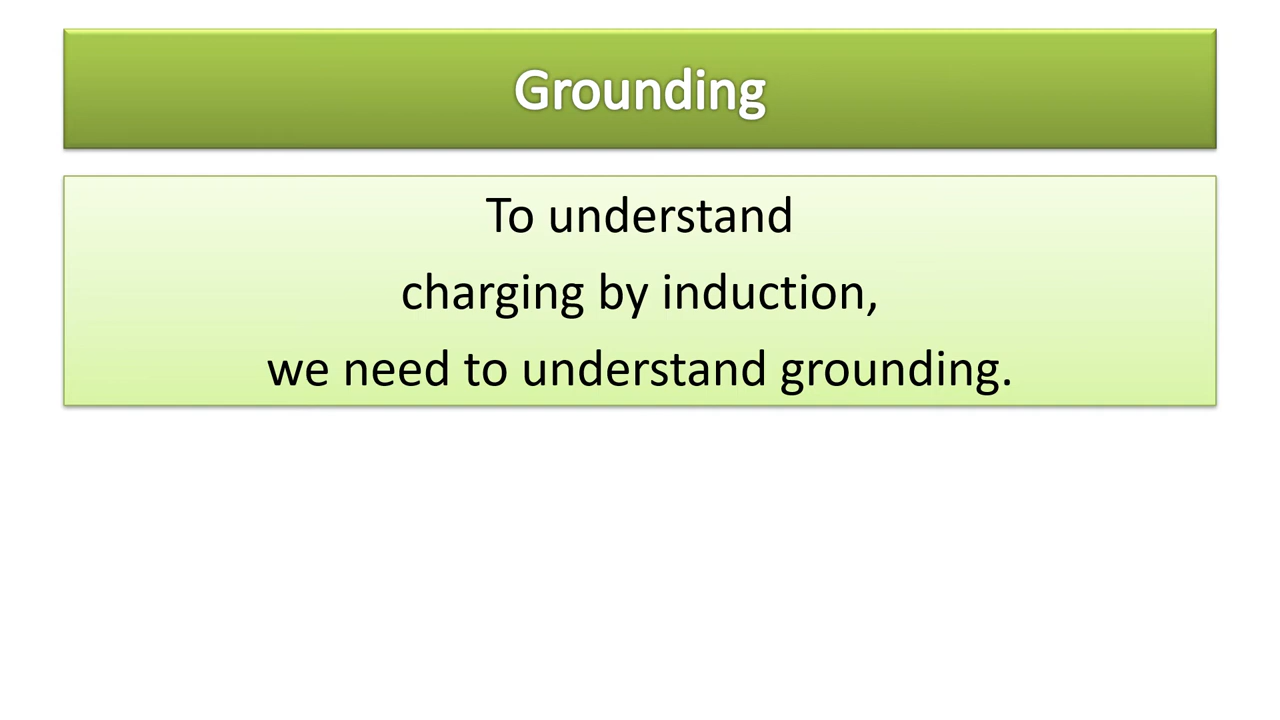 Grounding
To understand
charging by induction,
we need to understand grounding.